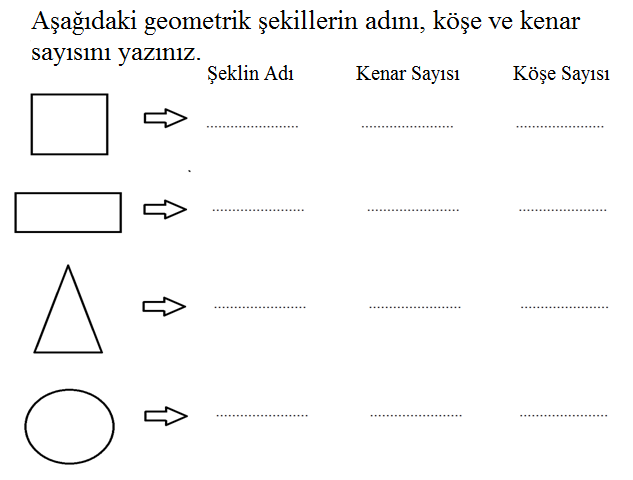 Aşağıdaki geometrik şekillerin adını, köşe ve kenar
sayısını yazınız.
Şeklin Adı Kenar Sayısı Köşe Sayısı
....................... ....................... ......................
....................... ....................... ......................
....................... ....................... ......................
....................... ....................... ......................